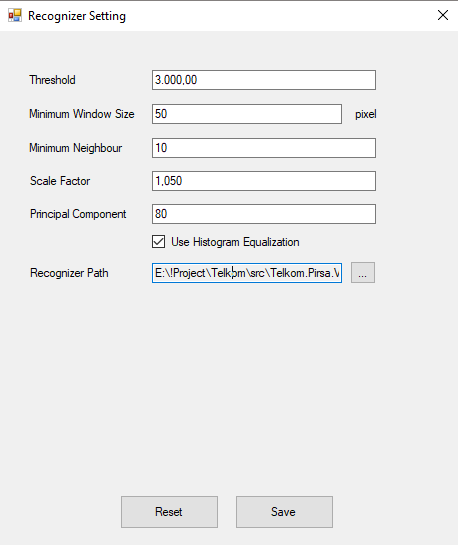 Recognizer Setting
Threshold 3.000,00
Minimum Window Size 50 pixel
Minimum Neighbour 10
Scale Factor 1,050
Principal Component 80
Use Histogram Equalization
Recognizer Path E:\!Project\Telkom\src\Telkom.Pirsa.V ...
Reset Save